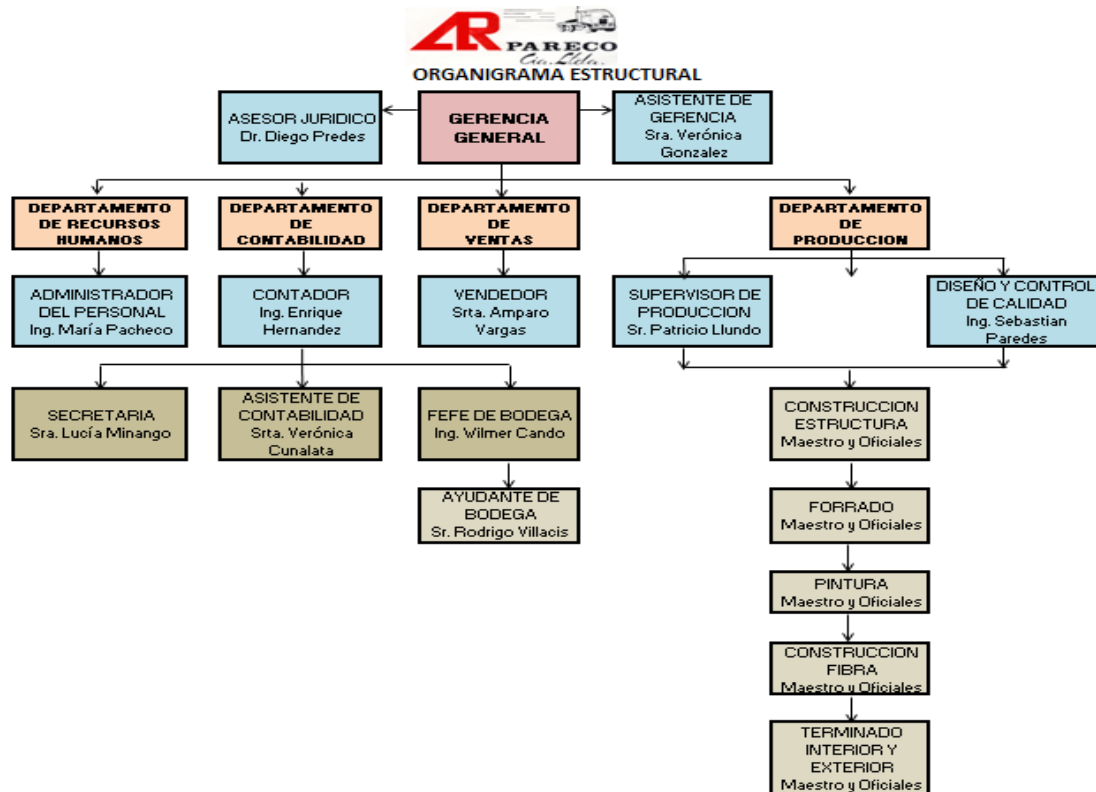 AR
PARECO
Cia. Ltda.
ORGANIGRAMA ESTRUCTURAL
ASESOR JURIDICO
Dr. Diego Predes
GERENCIA
GENERAL
ASISTENTE DE
GERENCIA
Sra. Verónica
Gonzalez
DEPARTAMENTO
DE RECURSOS
HUMANOS
DEPARTAMENTO
DE
CONTABILIDAD
DEPARTAMENTO
DE
VENTAS
DEPARTAMENTO
DE
PRODUCCION
ADMINISTRADOR
DEL PERSONAL
Ing. María Pacheco
CONTADOR
Ing. Enrique
Hernandez
VENDEDOR
Srta. Amparo
Vargas
SUPERVISOR DE
PRODUCCION
Sr. Patricio Llundo
DISEÑO Y CONTROL
DE CALIDAD
Ing. Sebastian
Paredes
SECRETARIA
Sra. Lucía Minango
ASISTENTE DE
CONTABILIDAD
Srta. Verónica
Cunalata
FEFE DE BODEGA
Ing. Wilmer Cando
CONSTRUCCION
ESTRUCTURA
Maestro y Oficiales
AYUDANTE DE
BODEGA
Sr. Rodrigo Villacis
FORRADO
Maestro y Oficiales
PINTURA
Maestro y Oficiales
CONSTRUCCION
FIBRA
Maestro y Oficiales
TERMINADO
INTERIOR Y
EXTERIOR
Maestro y Oficiales